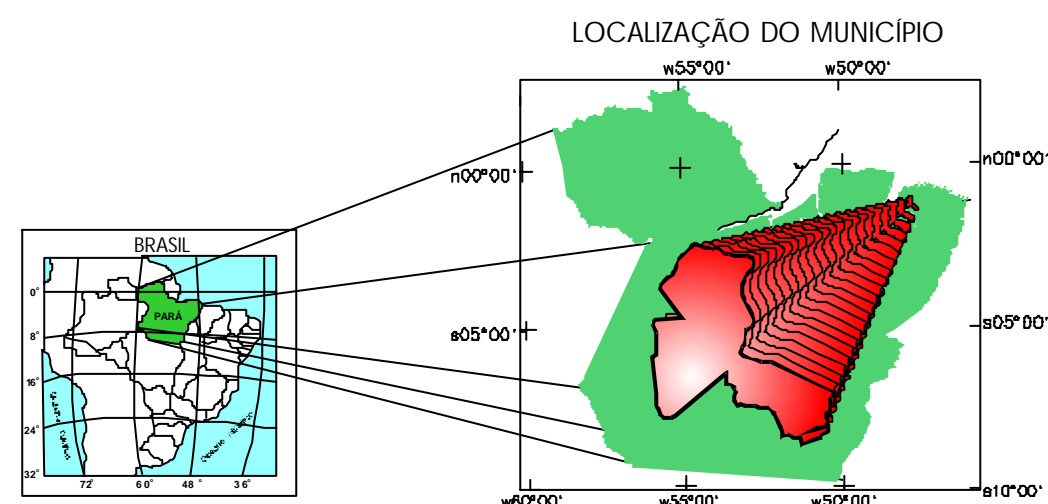 LOCALIZAÇÃO DO MUNICÍPIO
w55°00' w50°00'
n00°00' n00°00'
BRASIL
0°
PARÁ
8°
s05°00' s05°00'
16°
24°
32°
72 60° 48° 36°
s10°00'
w60°00' w55°00' w50°00'